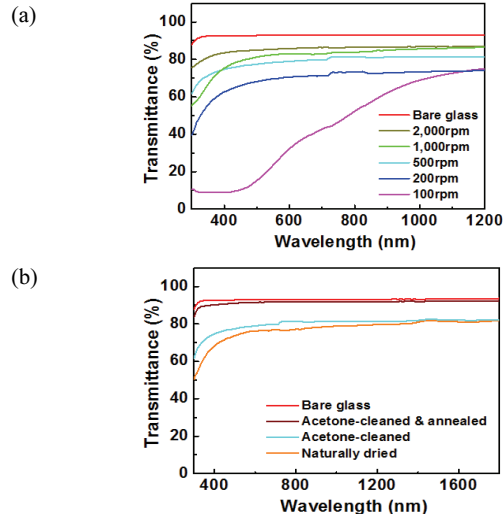 (a)
100
80
60
40
20
0
Transmittance (%)
Bare glass
2,000rpm
1,000rpm
500rpm
200rpm
100rpm
400
600
800
1000
1200
Wavelength (nm)
(b)
100
80
60
40
20
0
Transmittance (%)
Bare glass
Acetone-cleaned & annealed
Acetone-cleaned
Naturally dried
400
800
1200
1600
Wavelength (nm)